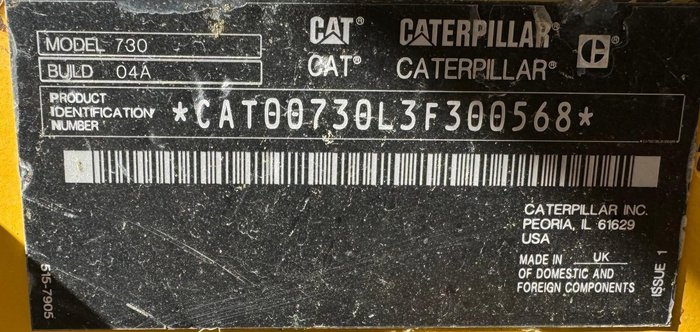 MODEL 730
BUILD 04A
CAT® CATERPILLAR®
CAT® CATERPILLAR®
PRODUCT
IDENTIFICATION
NUMBER
*CAT00730L3F300568*
CATERPILLAR INC.
PEORIA, IL 61629
USA
MADE IN UK
OF DOMESTIC AND
FOREIGN COMPONENTS
515-7905
ISSUE 1